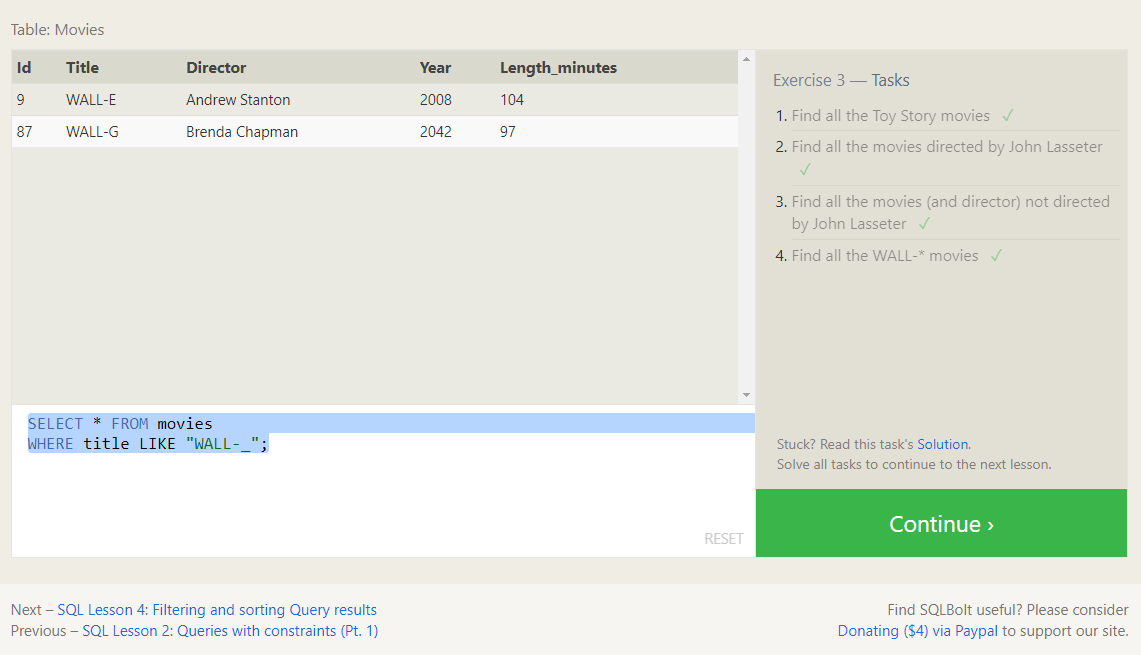 Table: Movies
Id Title Director Year Length_minutes
9 WALL-E Andrew Stanton 2008 104
87 WALL-G Brenda Chapman 2042 97
SELECT * FROM movies
WHERE title LIKE "WALL-_";
RESET
Exercise 3 — Tasks
1. Find all the Toy Story movies ✓
2. Find all the movies directed by John Lasseter
✓
3. Find all the movies (and director) not directed
by John Lasseter ✓
4. Find all the WALL-* movies ✓
Stuck? Read this task's Solution.
Solve all tasks to continue to the next lesson.
Continue ›
Next – SQL Lesson 4: Filtering and sorting Query results
Previous – SQL Lesson 2: Queries with constraints (Pt. 1)
Find SQLBolt useful? Please consider
Donating ($4) via Paypal to support our site.